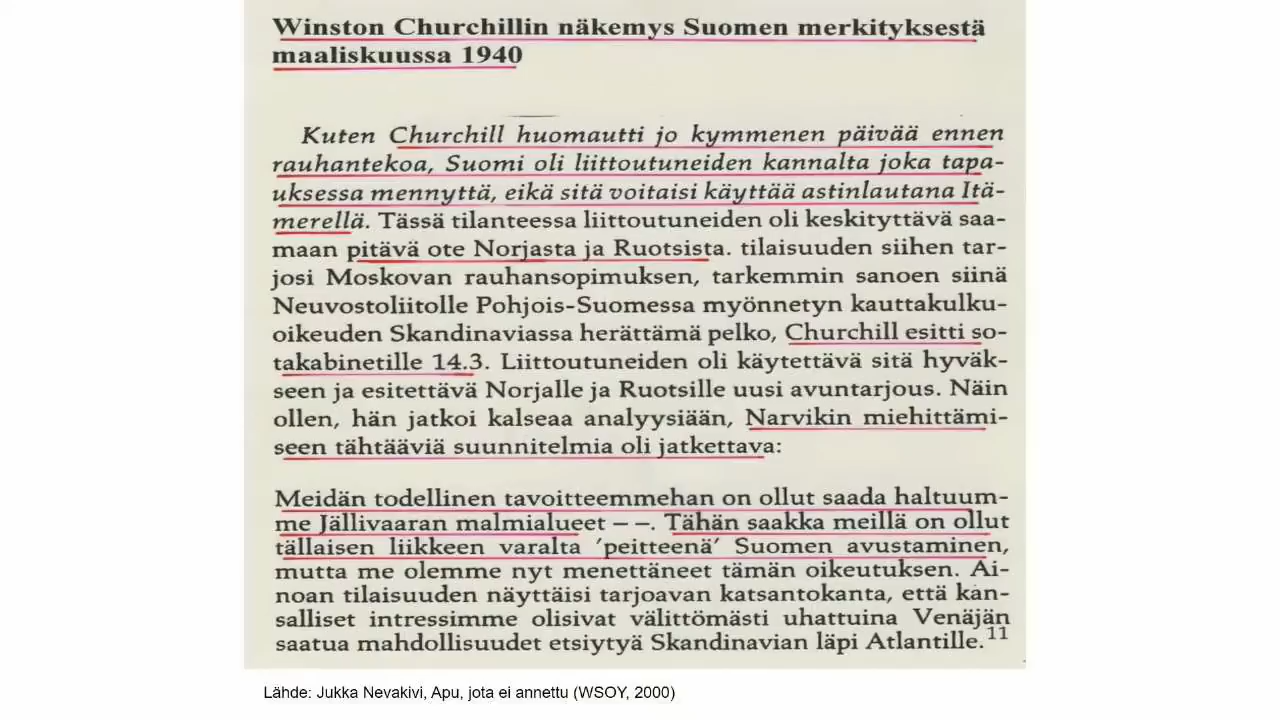 Winston Churchillin näkemys Suomen merkityksestä
maaliskuussa 1940
Kuten Churchill huomautti jo kymmenen päivää ennen
rauhantekoa, Suomi oli liittoutuneiden kannalta joka tapa-
uksessa mennyttä, eikä sitä voitaisi käyttää astinlautana Itä-
merellä. Tässä tilanteessa liittoutuneiden oli keskityttävä saa-
maan pitävä ote Norjasta ja Ruotsista. tilaisuuden siihen tar-
josi Moskovan rauhansopimuksen, tarkemmin sanoen siinä
Neuvostoliitolle Pohjois-Suomessa myönnetyn kauttakulku-
oikeuden Skandinaviassa herättämä pelko, Churchill esitti so-
takabinetille 14.3. Liittoutuneiden oli käytettävä sitä hyväk-
seen ja esitettävä Norjalle ja Ruotsille uusi avuntarjous. Näin
ollen, hän jatkoi kalseaa analyysiään, Narvikin miehittämi-
seen tähtääviä suunnitelmia oli jatkettava:
Meidän todellinen tavoitteemmehan on ollut saada haltuum-
me Jällivaaran malmialueet – –. Tähän saakka meillä on ollut
tällaisen liikkeen varalta ’peitteenä’ Suomen avustaminen,
mutta me olemme nyt menettäneet tämän oikeutuksen. Ai-
noan tilaisuuden näyttäisi tarjoavan katsantokanta, että kan-
salliset intressimme olisivat välittömästi uhattuina Venäjän
saatua mahdollisuudet etsiytyä Skandinavian läpi Atlantille.¹¹
Lähde: Jukka Nevakivi, Apu, jota ei annettu (WSOY, 2000)